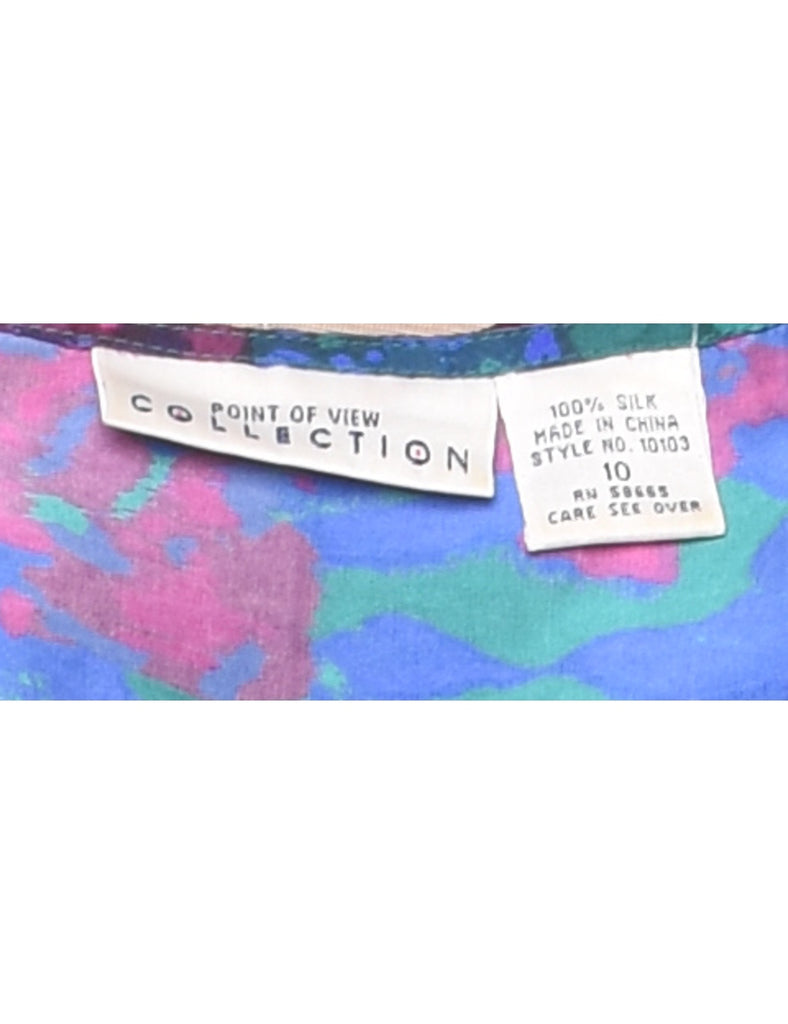 POINT OF VIEW
COLLECTION
100% SILK
MADE IN CHINA
STYLE NO. 10103
10
RN 58665
CARE SEE OVER